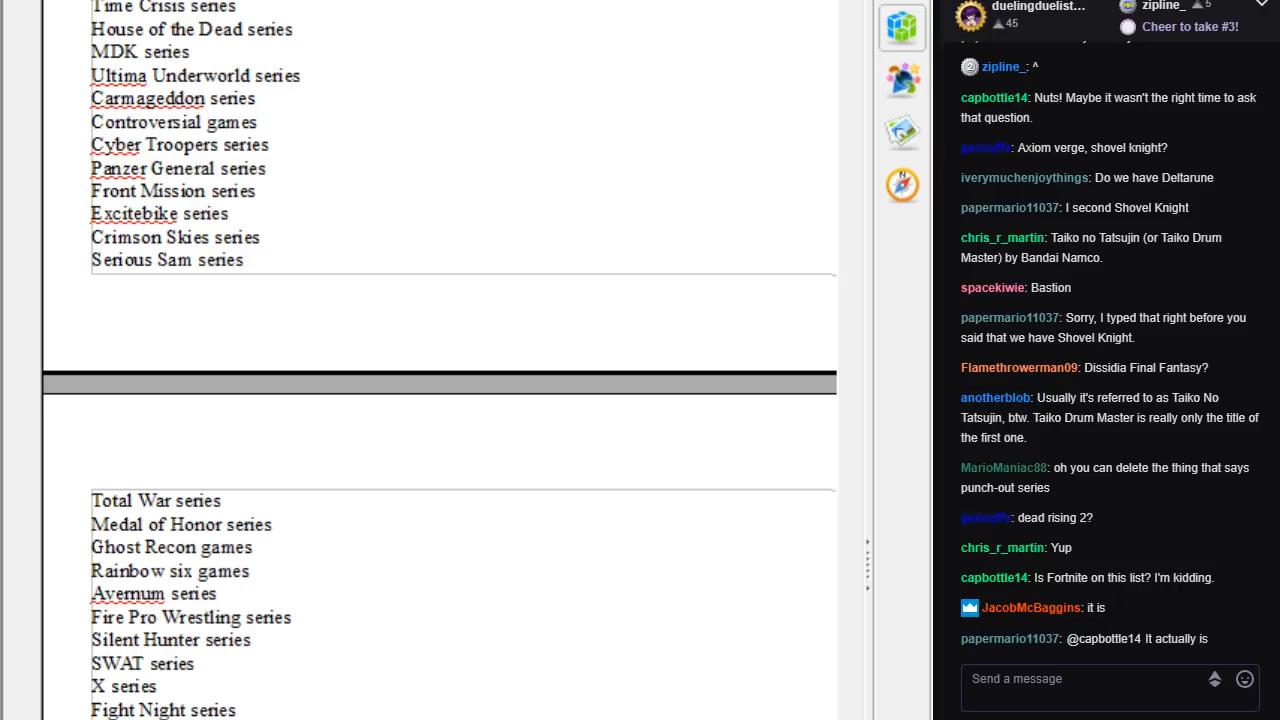 Time Crisis series
House of the Dead series
MDK series
Ultima Underworld series
Carmageddon series
Controversial games
Cyber Troopers series
Panzer General series
Front Mission series
Excitebike series
Crimson Skies series
Serious Sam series
Total War series
Medal of Honor series
Ghost Recon games
Rainbow six games
Avernum series
Fire Pro Wrestling series
Silent Hunter series
SWAT series
X series
Fight Night series
N
duelingduelist...
45
zipline_
5
Cheer to take #3!
2 zipline_: ^
capbottle14: Nuts! Maybe it wasn't the right time to ask
that question.
geniojffv: Axiom verge, shovel knight?
iverymuchenjoythings: Do we have Deltarune
papermario11037: I second Shovel Knight
chris_r_martin: Taiko no Tatsujin (or Taiko Drum
Master) by Bandai Namco.
spacekiwie: Bastion
papermario11037: Sorry, I typed that right before you
said that we have Shovel Knight.
Flamethrowerman09: Dissidia Final Fantasy?
anotherblob: Usually it's referred to as Taiko No
Tatsujin, btw. Taiko Drum Master is really only the title of
the first one.
MarioManiac88: oh you can delete the thing that says
punch-out series
geniojffv: dead rising 2?
chris_r_martin: Yup
capbottle14: Is Fortnite on this list? I'm kidding.
JacobMcBaggins: it is
papermario11037: @capbottle14 It actually is
Send a message